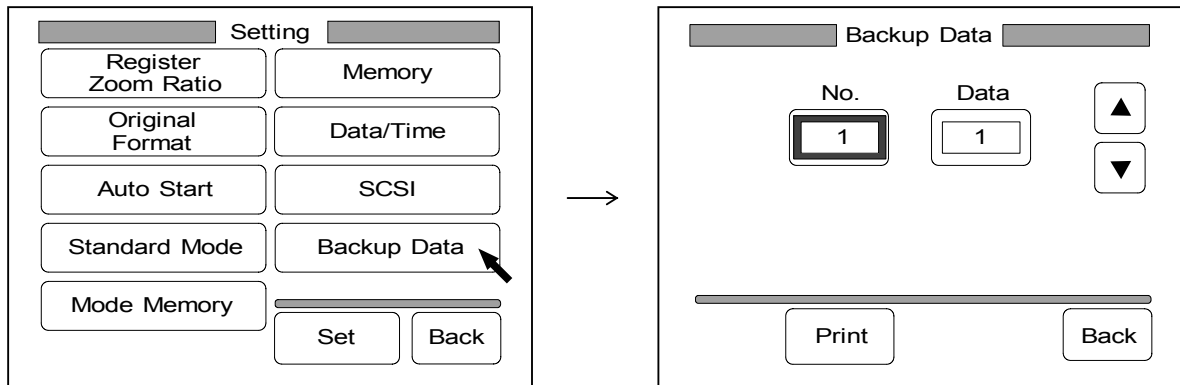 Setting
Register
Zoom Ratio
Memory
Original
Format
Data/Time
Auto Start
SCSI
Standard Mode
Backup Data
Mode Memory
Set
Back
Backup Data
No.
Data
1
1
Print
Back